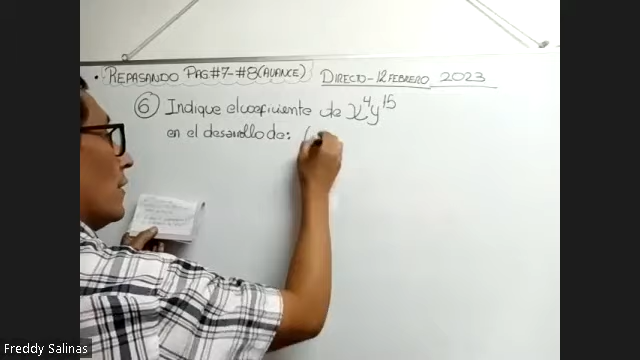 • REPASANDO PAG#7-#8(AVANCE) DIRECTO-12 FEBRERO 2023
6 Indique el coeficiente de x⁴y¹⁵
en el desarrollo de: (
Freddy Salinas